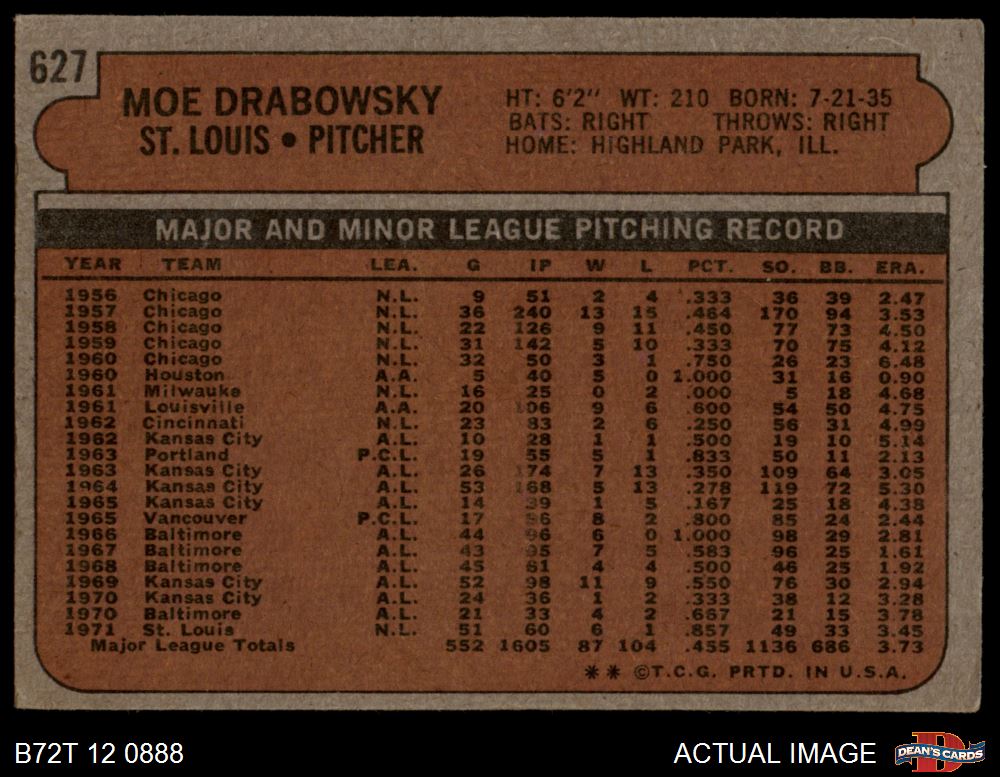 627
MOE DRABOWSKY
ST. LOUIS • PITCHER
HT: 6'2" WT: 210 BORN: 7-21-35
BATS: RIGHT THROWS: RIGHT
HOME: HIGHLAND PARK, ILL.
MAJOR AND MINOR LEAGUE PITCHING RECORD
YEAR TEAM LEA. G IP W L PCT. SO. BB. ERA.
1956 Chicago N.L. 9 51 2 4 .333 36 39 2.47
1957 Chicago N.L. 36 240 13 15 .464 170 94 3.53
1958 Chicago N.L. 22 126 9 11 .450 77 73 4.50
1959 Chicago N.L. 31 142 5 10 .333 70 75 4.12
1960 Chicago N.L. 32 50 3 1 .750 26 23 6.48
1960 Houston A.A. 5 40 5 0 1.000 31 16 0.90
1961 Milwauke N.L. 16 25 0 2 .000 5 18 4.68
1961 Louisville A.A. 20 106 9 6 .600 54 50 4.75
1962 Cincinnati N.L. 23 83 2 6 .250 56 31 4.99
1962 Kansas City A.L. 10 28 1 1 .500 19 10 5.14
1963 Portland P.C.L. 19 55 5 1 .833 50 11 2.13
1963 Kansas City A.L. 26 174 7 13 .350 109 64 3.05
1964 Kansas City A.L. 53 168 5 13 .278 119 72 5.30
1965 Kansas City A.L. 14 39 1 5 .167 25 18 4.38
1965 Vancouver P.C.L. 17 96 8 2 .800 85 24 2.44
1966 Baltimore A.L. 44 96 6 0 1.000 98 29 2.81
1967 Baltimore A.L. 43 95 7 5 .583 96 25 1.61
1968 Baltimore A.L. 45 61 4 4 .500 46 25 1.92
1969 Kansas City A.L. 52 98 11 9 .550 76 30 2.94
1970 Kansas City A.L. 24 36 1 2 .333 38 12 3.28
1970 Baltimore A.L. 21 33 4 2 .667 21 15 3.78
1971 St. Louis N.L. 51 60 6 1 .857 49 33 3.45
Major League Totals 552 1605 87 104 .455 1136 686 3.73
** ©T.C.G. PRTD. IN U.S.A.
B72T 12 0888
ACTUAL IMAGE
DEAN'S CARDS